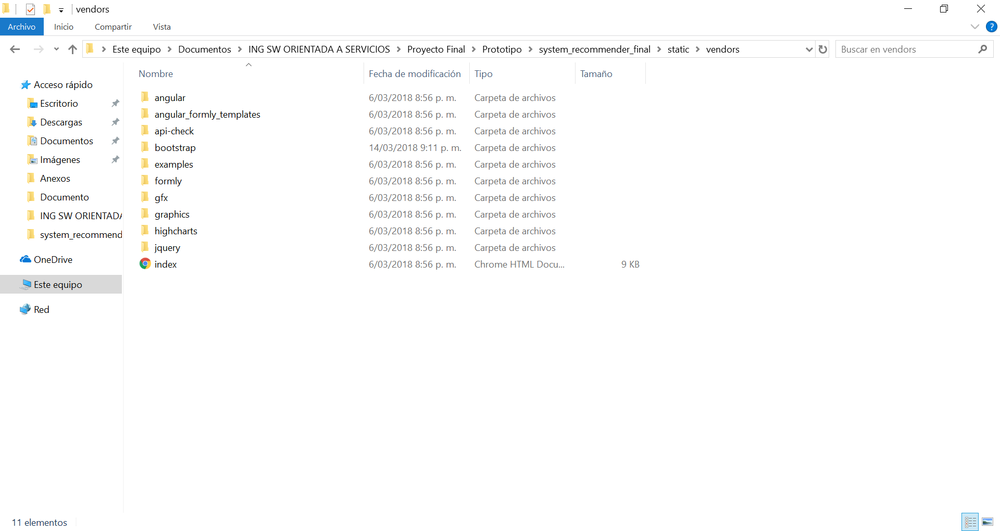 vendors
Archivo Inicio Compartir Vista
Este equipo Documentos ING SW ORIENTADA A SERVICIOS Proyecto Final Prototipo system_recommender_final static vendors Buscar en vendors
Nombre Fecha de modificación Tipo Tamaño
Acceso rápido
Escritorio
Descargas
Documentos
Imágenes
Anexos
Documento
ING SW ORIENTADA
system_recommend
OneDrive
Este equipo
Red
angular 6/03/2018 8:56 p. m. Carpeta de archivos
angular_formly_templates 6/03/2018 8:56 p. m. Carpeta de archivos
api-check 6/03/2018 8:56 p. m. Carpeta de archivos
bootstrap 14/03/2018 9:11 p. m. Carpeta de archivos
examples 6/03/2018 8:56 p. m. Carpeta de archivos
formly 6/03/2018 8:56 p. m. Carpeta de archivos
gfx 6/03/2018 8:56 p. m. Carpeta de archivos
graphics 6/03/2018 8:56 p. m. Carpeta de archivos
highcharts 6/03/2018 8:56 p. m. Carpeta de archivos
jquery 6/03/2018 8:56 p. m. Carpeta de archivos
index 6/03/2018 8:56 p. m. Chrome HTML Docu... 9 KB
11 elementos